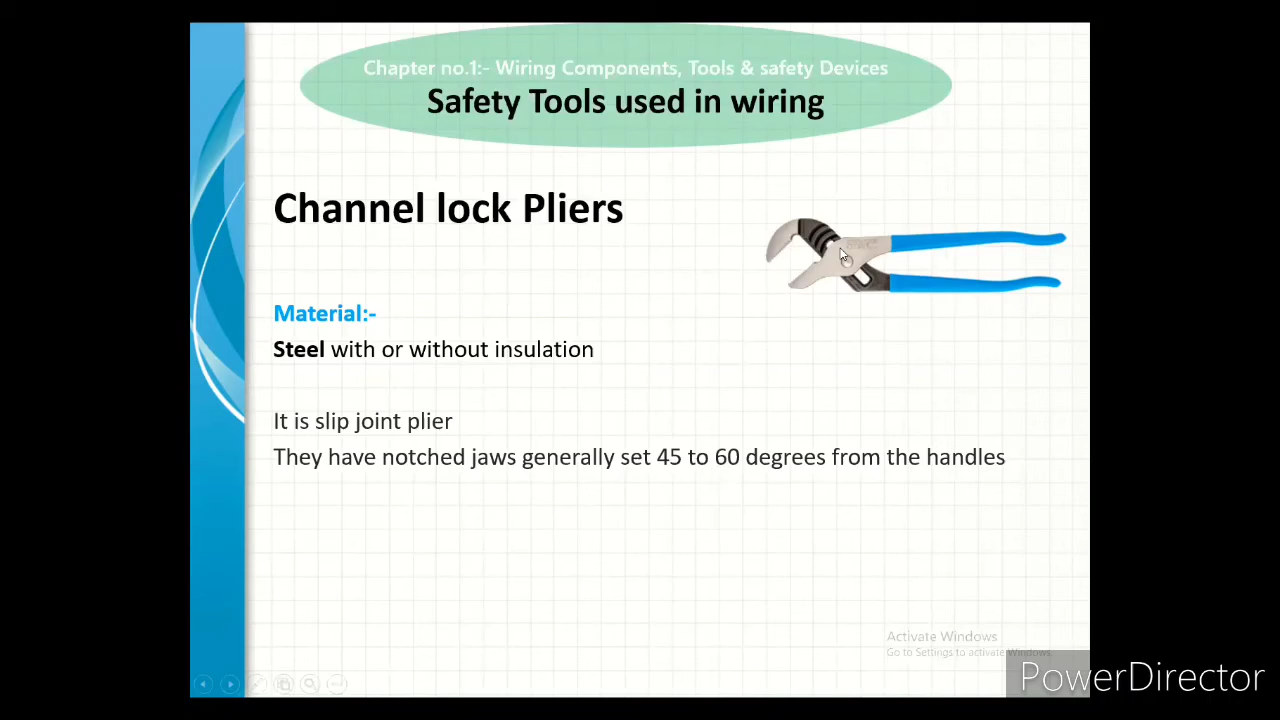 Chapter no.1:- Wiring Components, Tools & safety Devices
Safety Tools used in wiring
Channel lock Pliers
Material:-
Steel with or without insulation
It is slip joint plier
They have notched jaws generally set 45 to 60 degrees from the handles
Activate Windows
Go to Settings to activate Windows.
PowerDirector